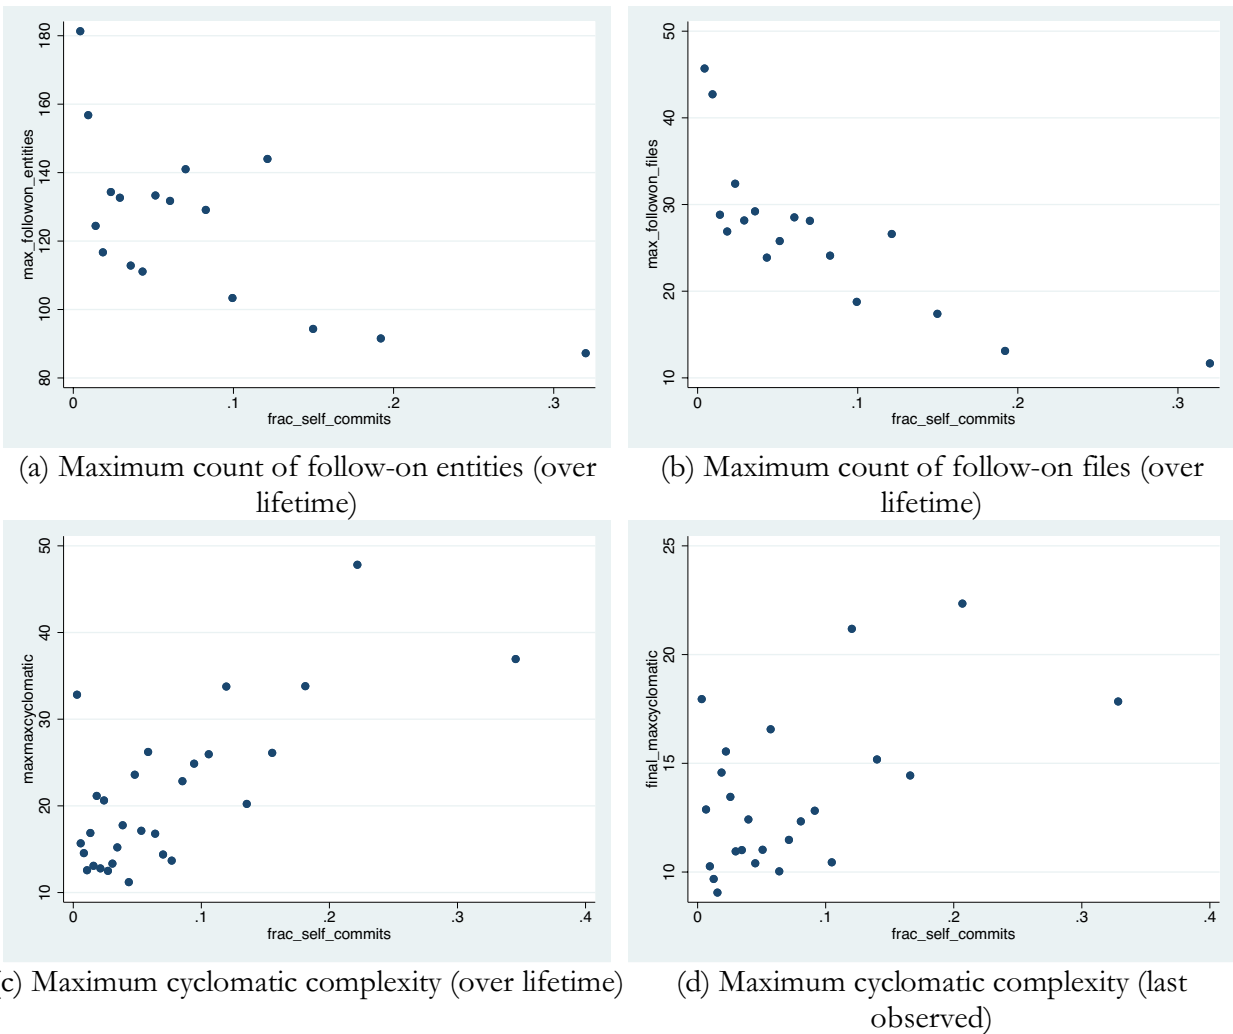 180
160
140
120
100
80
max_followon_entities
0 .1 .2 .3
frac_self_commits
(a) Maximum count of follow-on entities (over
lifetime)
50
40
30
20
10
max_followon_files
0 .1 .2 .3
frac_self_commits
(b) Maximum count of follow-on files (over
lifetime)
50
40
30
20
10
maxmaxcyclomatic
0 .1 .2 .3 .4
frac_self_commits
c) Maximum cyclomatic complexity (over lifetime)
25
20
15
10
final_maxcyclomatic
0 .1 .2 .3 .4
frac_self_commits
(d) Maximum cyclomatic complexity (last
observed)